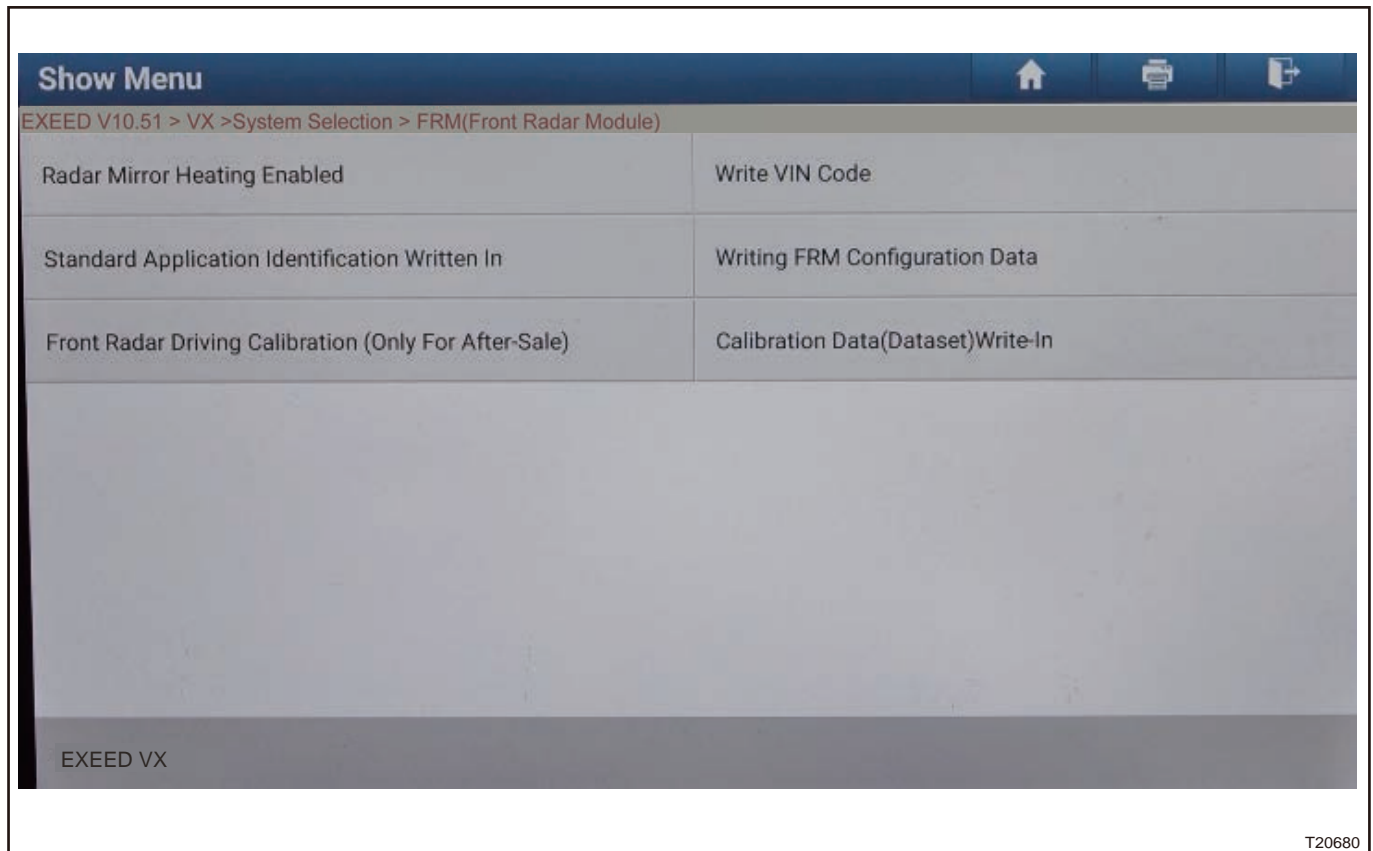 Show Menu
EXEED V10.51 > VX >System Selection > FRM(Front Radar Module)
Radar Mirror Heating Enabled
Write VIN Code
Standard Application Identification Written In
Writing FRM Configuration Data
Front Radar Driving Calibration (Only For After-Sale)
Calibration Data(Dataset)Write-In
EXEED VX
T20680